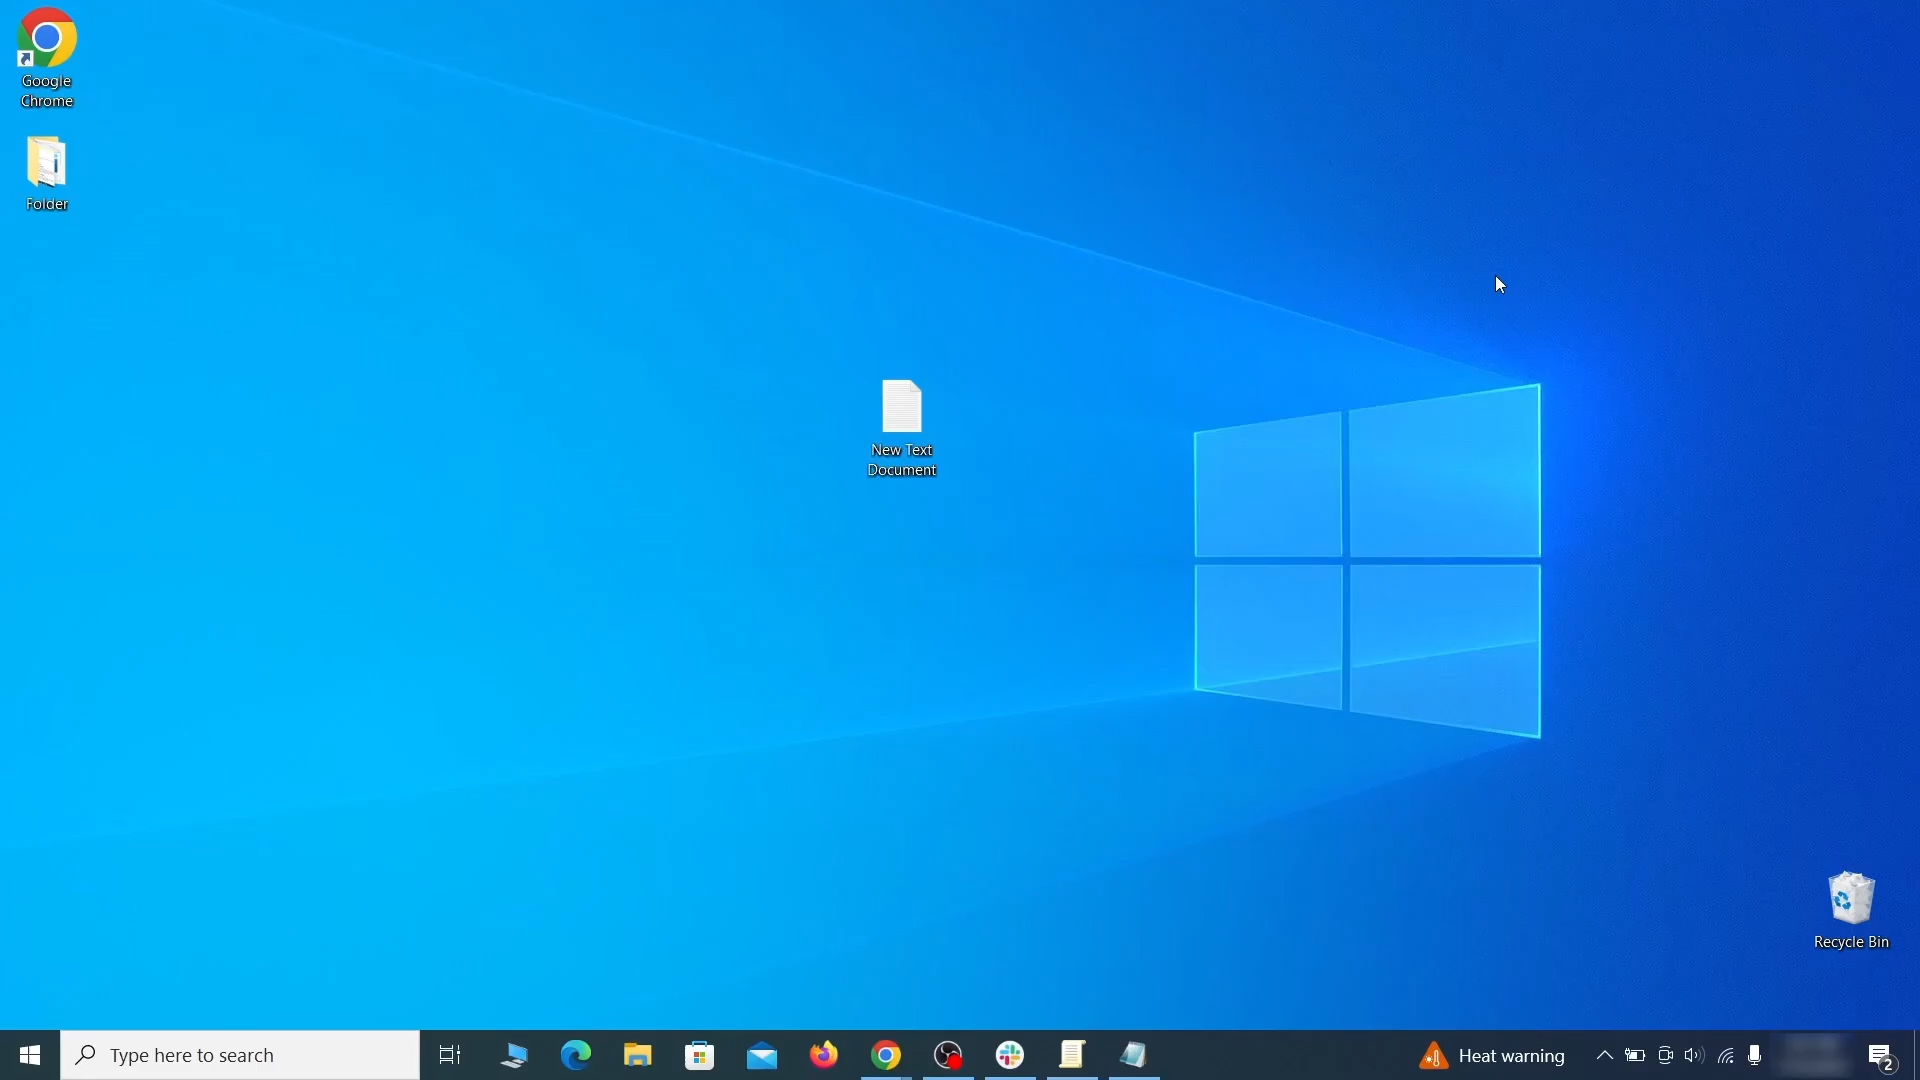 Google
Chrome
Folder
New Text
Document
Recycle Bin
Type here to search
Heat warning
2